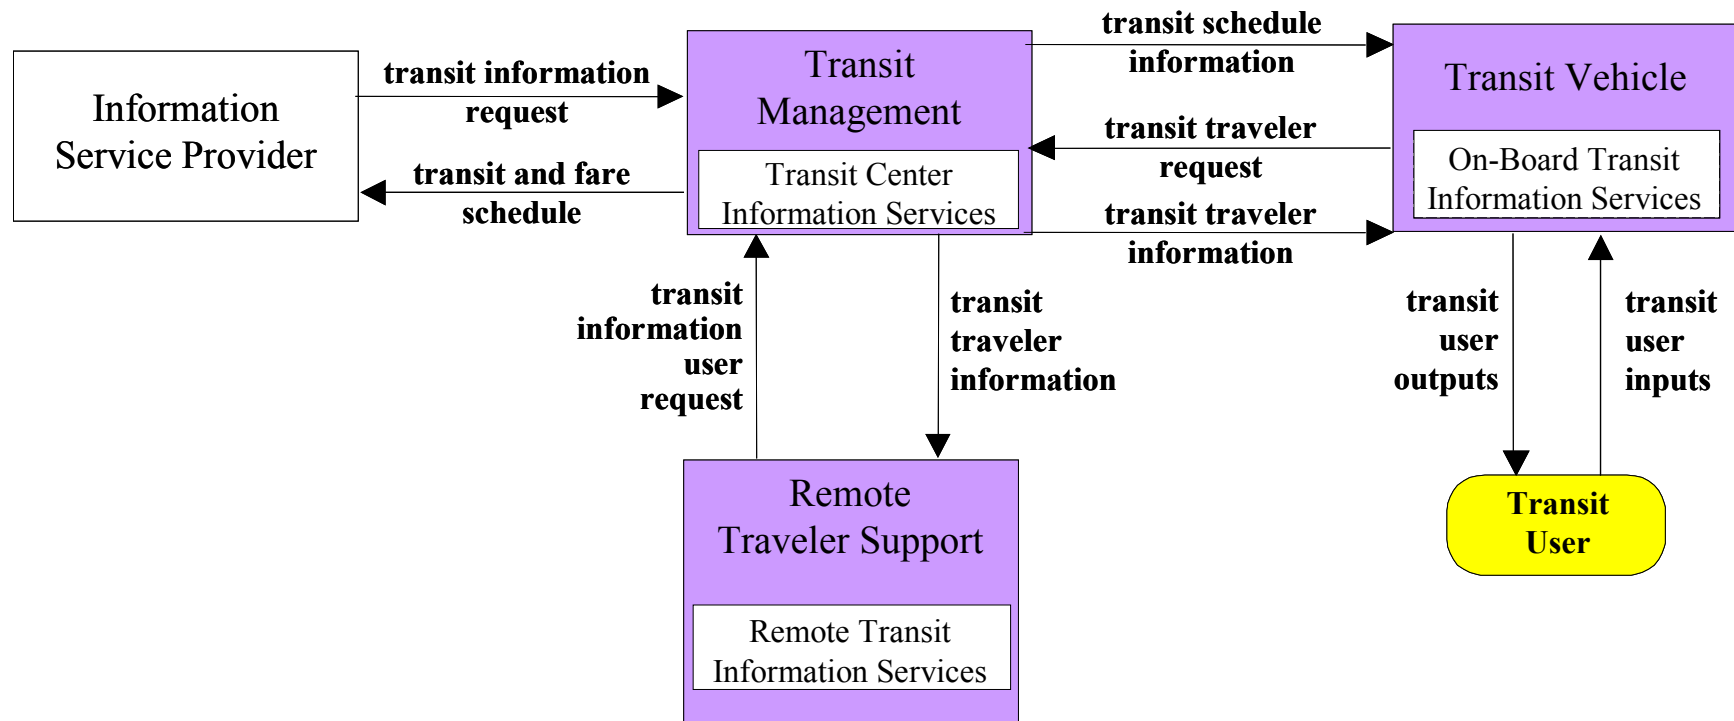 Information
Service Provider
transit information
request
transit and fare
schedule
Transit
Management
Transit Center
Information Services
transit schedule
information
transit traveler
request
transit traveler
information
Transit Vehicle
On-Board Transit
Information Services
transit
information
user
request
transit
traveler
information
transit
user
outputs
transit
user
inputs
Remote
Traveler Support
Remote Transit
Information Services
Transit
User